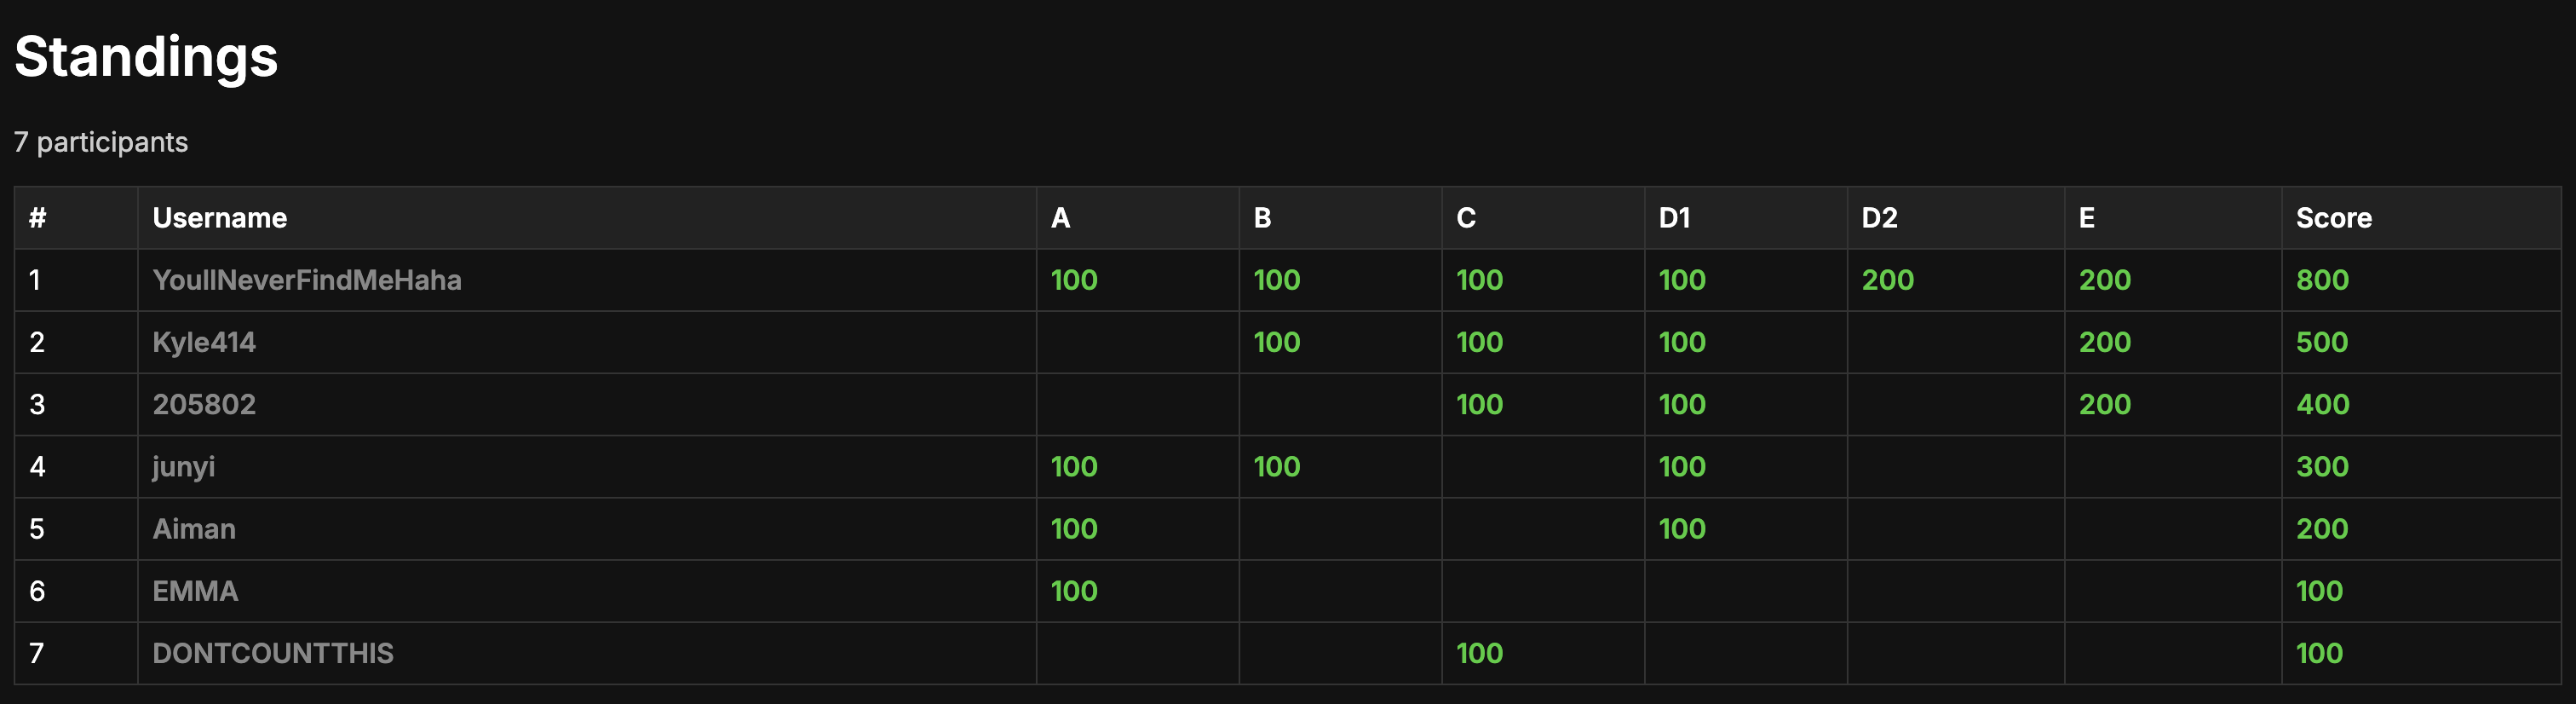 Standings
7 participants
# Username A B C D1 D2 E Score
1 YoullNeverFindMeHaha 100 100 100 100 200 200 800
2 Kyle414 100 100 100 200 500
3 205802 100 100 200 400
4 junyi 100 100 100 300
5 Aiman 100 100 200
6 EMMA 100 100
7 DONTCOUNTTHIS 100 100